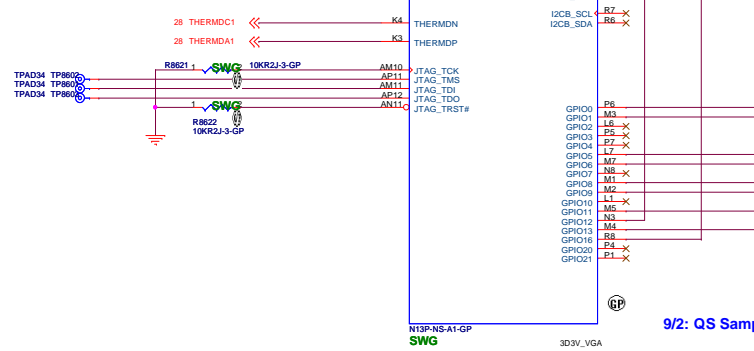 I2CB_SCL R7
I2CB_SDA R6
28 THERMDC1 K4 THERMDN
28 THERMDA1 K3 THERMDP
R8621 1 SWG 10KR2J-3-GP AM10 JTAG_TCK
TPAD34 TP8602 AP11 JTAG_TMS
TPAD34 AM11 JTAG_TDI
TPAD34 AP12 JTAG_TDO
1 SWG AN11 JTAG_TRST#
R8622
10KR2J-3-GP
GPIO0 P6
GPIO1 M3
GPIO2 L6
GPIO3 P5
GPIO4 P7
GPIO5 L7
GPIO6 M7
GPIO7 N8
GPIO8 M1
GPIO9 M2
GPIO10 L1
GPIO11 M5
GPIO12 N3
GPIO13 M4
GPIO16 R8
GPIO20 P4
GPIO21 P1
GP
N13P-NS-A1-GP
SWG
9/2: QS Samp
3D3V_VGA